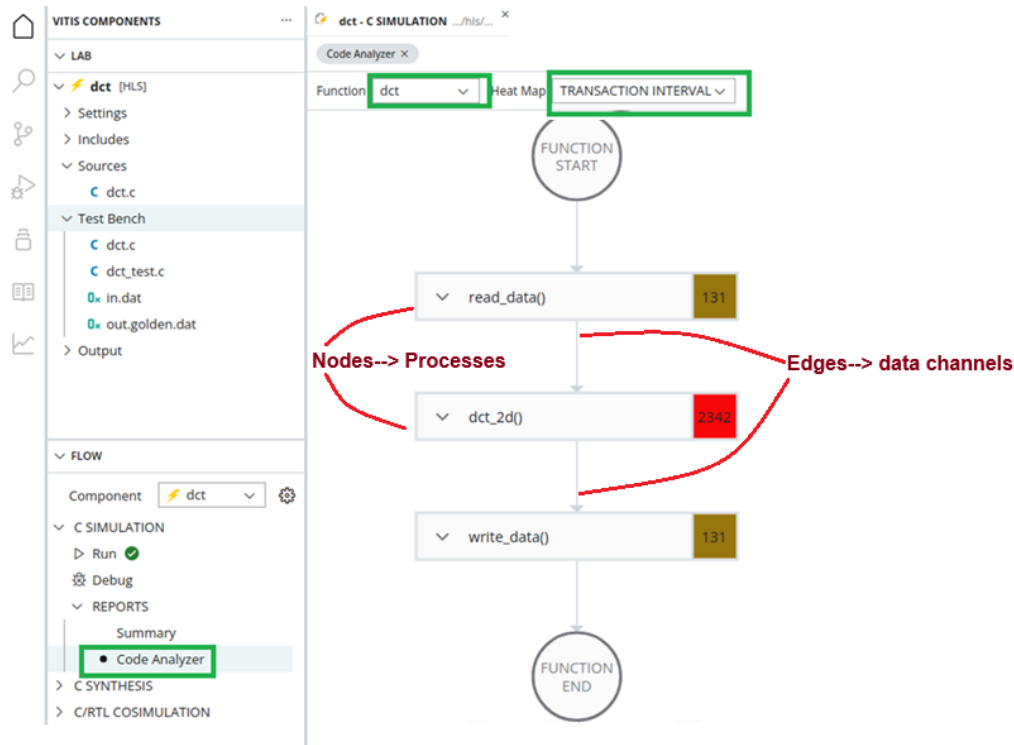 VITIS COMPONENTS
LAB
dct [HLS]
Settings
Includes
Sources
C dct.c
Test Bench
C dct.c
C dct_test.c
in.dat
out.golden.dat
Output
FLOW
Component dct
C SIMULATION
Run
Debug
REPORTS
Summary
Code Analyzer
C SYNTHESIS
C/RTL COSIMULATION
dct - C SIMULATION .../hls/...
Code Analyzer
Function dct Heat Map TRANSACTION INTERVAL
FUNCTION
START
read_data() 131
Nodes--> Processes
Edges--> data channels
dct_2d() 2342
write_data() 131
FUNCTION
END